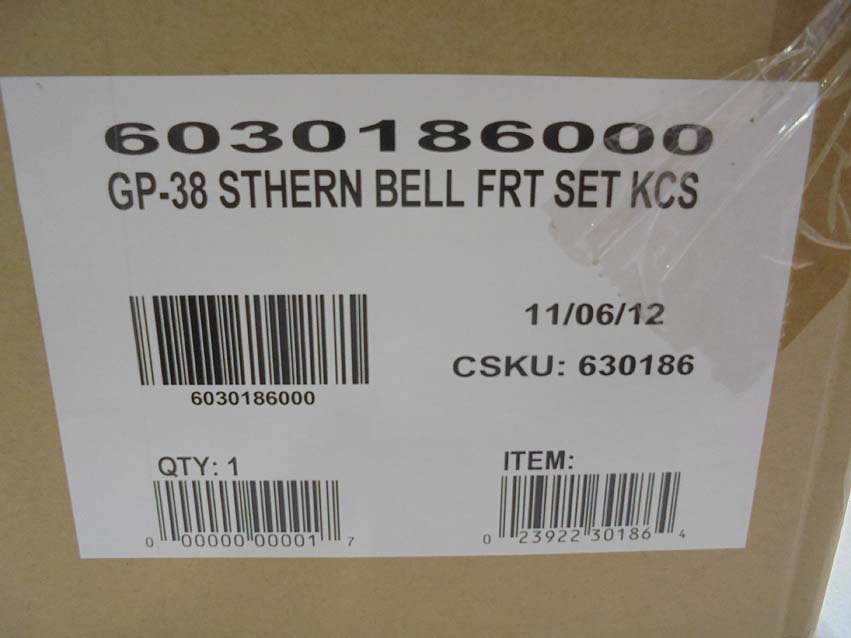 6030186000
GP-38 STHERN BELL FRT SET KCS
11/06/12
CSKU: 630186
6030186000
QTY: 1
ITEM:
0 00000 00001 7
0 23922 30186 4